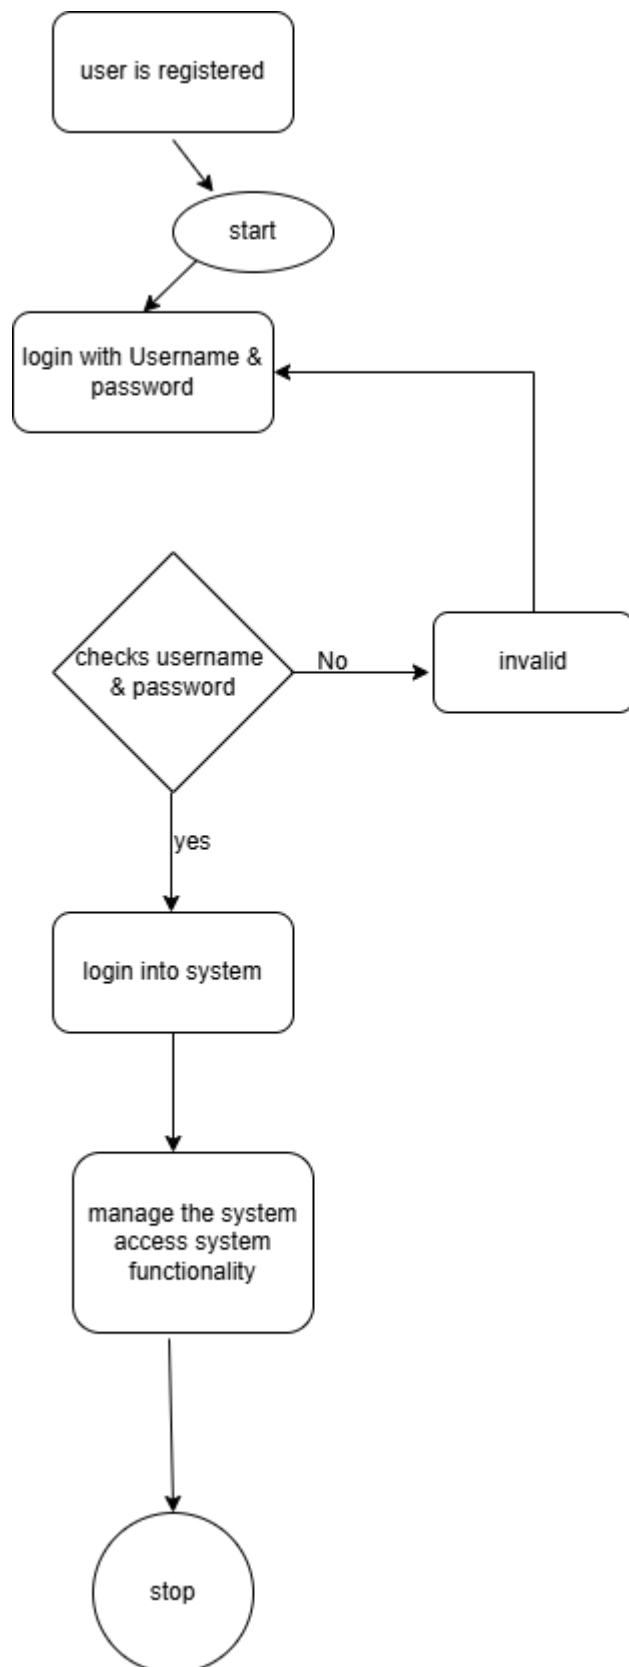 user is registered
start
login with Username &
password
checks username
& password
No
invalid
yes
login into system
manage the system
access system
functionality
stop